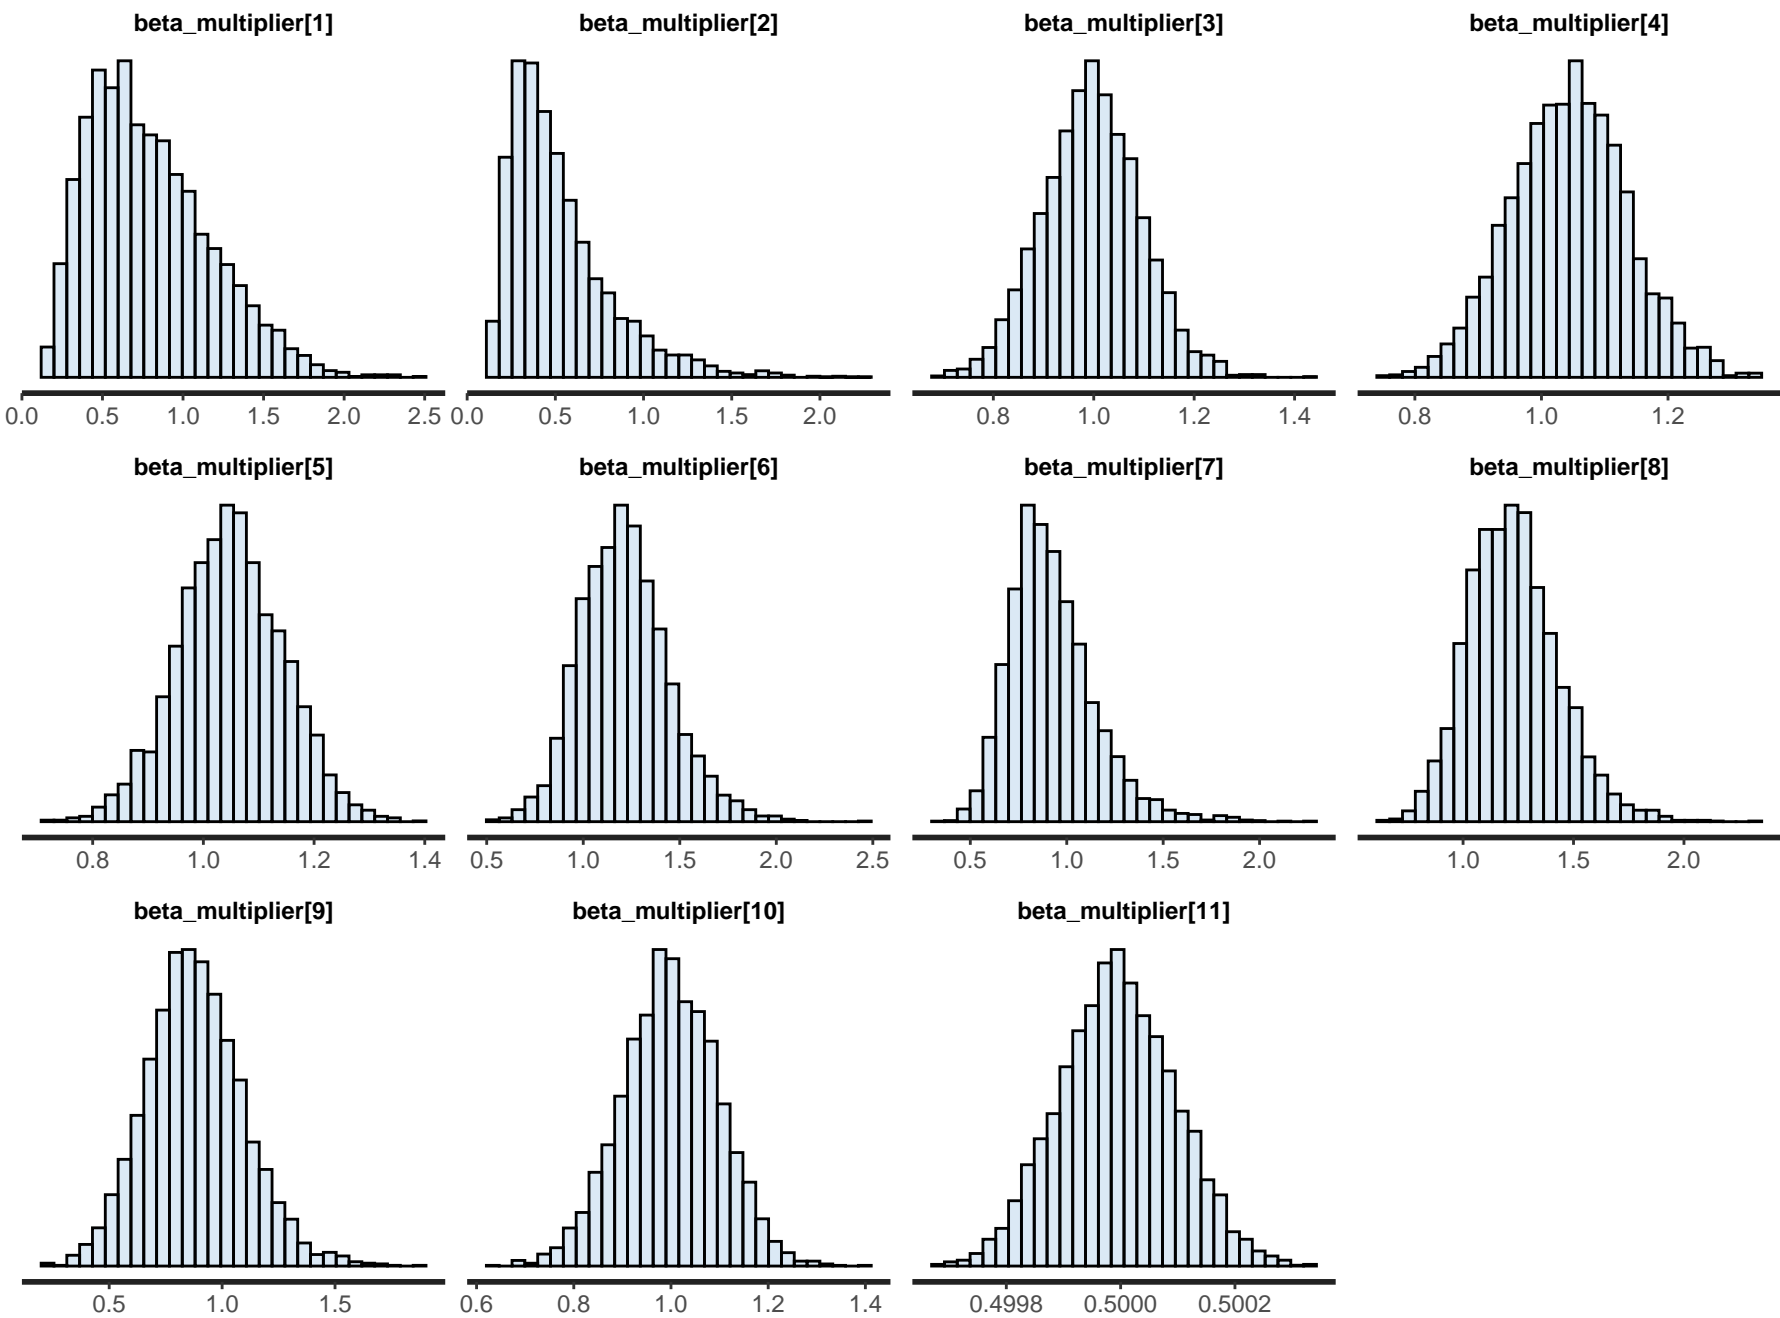 beta_multiplier[1] beta_multiplier[2] beta_multiplier[3] beta_multiplier[4]
0.0 0.5 1.0 1.5 2.0 2.5 0.0 0.5 1.0 1.5 2.0 0.8 1.0 1.2 1.4 0.8 1.0 1.2
beta_multiplier[5] beta_multiplier[6] beta_multiplier[7] beta_multiplier[8]
0.8 1.0 1.2 1.4 0.5 1.0 1.5 2.0 2.5 0.5 1.0 1.5 2.0 1.0 1.5 2.0
beta_multiplier[9] beta_multiplier[10] beta_multiplier[11]
0.5 1.0 1.5 0.6 0.8 1.0 1.2 1.4 0.4998 0.5000 0.5002